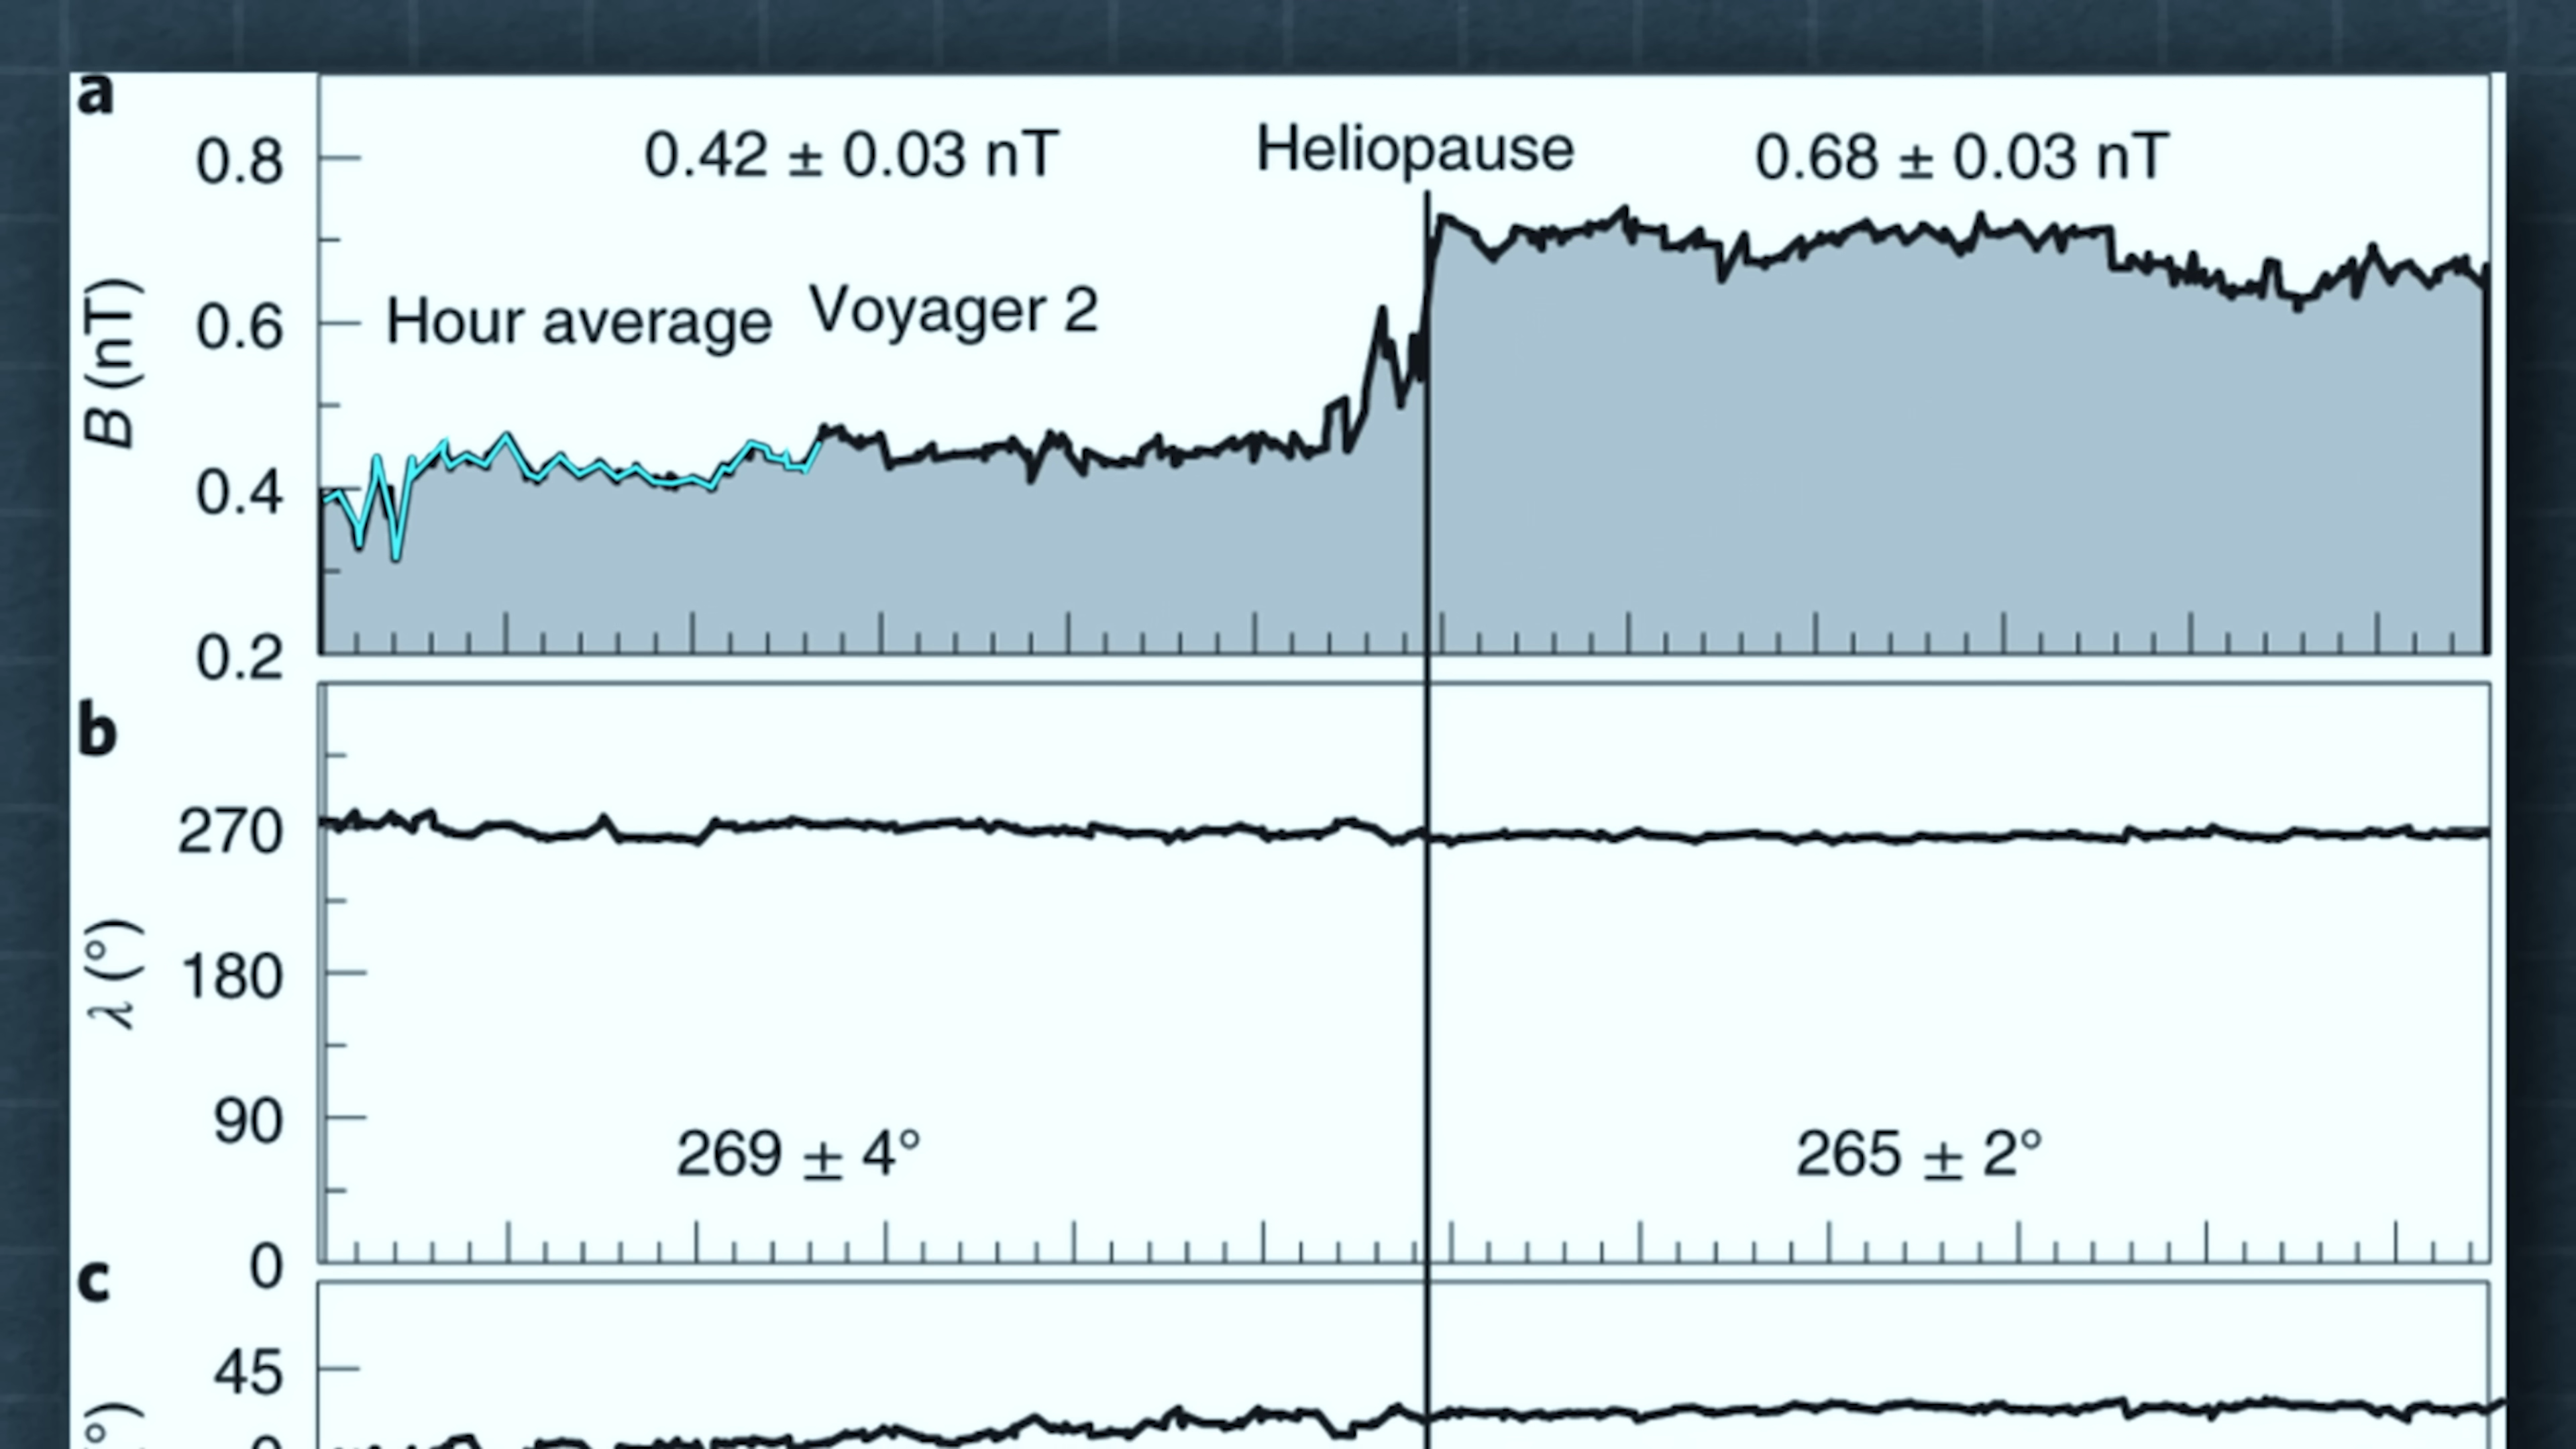 a
0.42 ± 0.03 nT
Heliopause
0.68 ± 0.03 nT
0.8
Hour average
Voyager 2
0.6
B (nT)
0.4
0.2
b
270
λ (°)
180
90
269 ± 4°
265 ± 2°
0
c
45